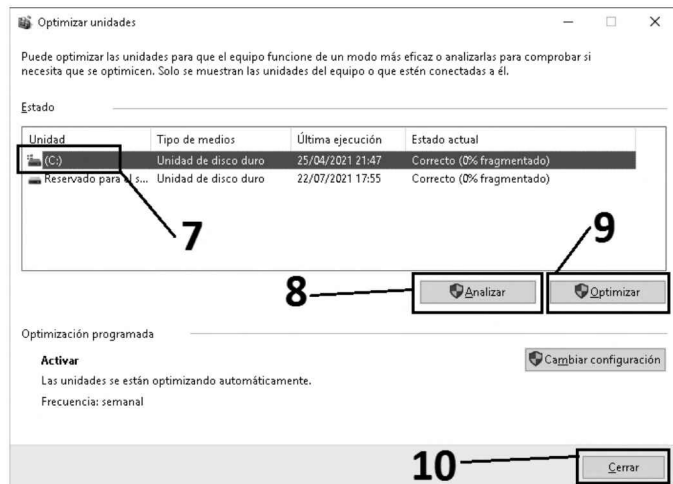 Optimizar unidades
Puede optimizar las unidades para que el equipo funcione de un modo más eficaz o analizarlas para comprobar si
necesita que se optimicen. Solo se muestran las unidades del equipo o que estén conectadas a él.
Estado
Unidad Tipo de medios Última ejecución Estado actual
(C:) Unidad de disco duro 25/04/2021 21:47 Correcto (0% fragmentado)
Reservado para al s... Unidad de disco duro 22/07/2021 17:55 Correcto (0% fragmentado)
7
9
8 Analizar Optimizar
Optimización programada
Activar Cambiar configuración
Las unidades se están optimizando automáticamente.
Frecuencia: semanal
10 Cerrar